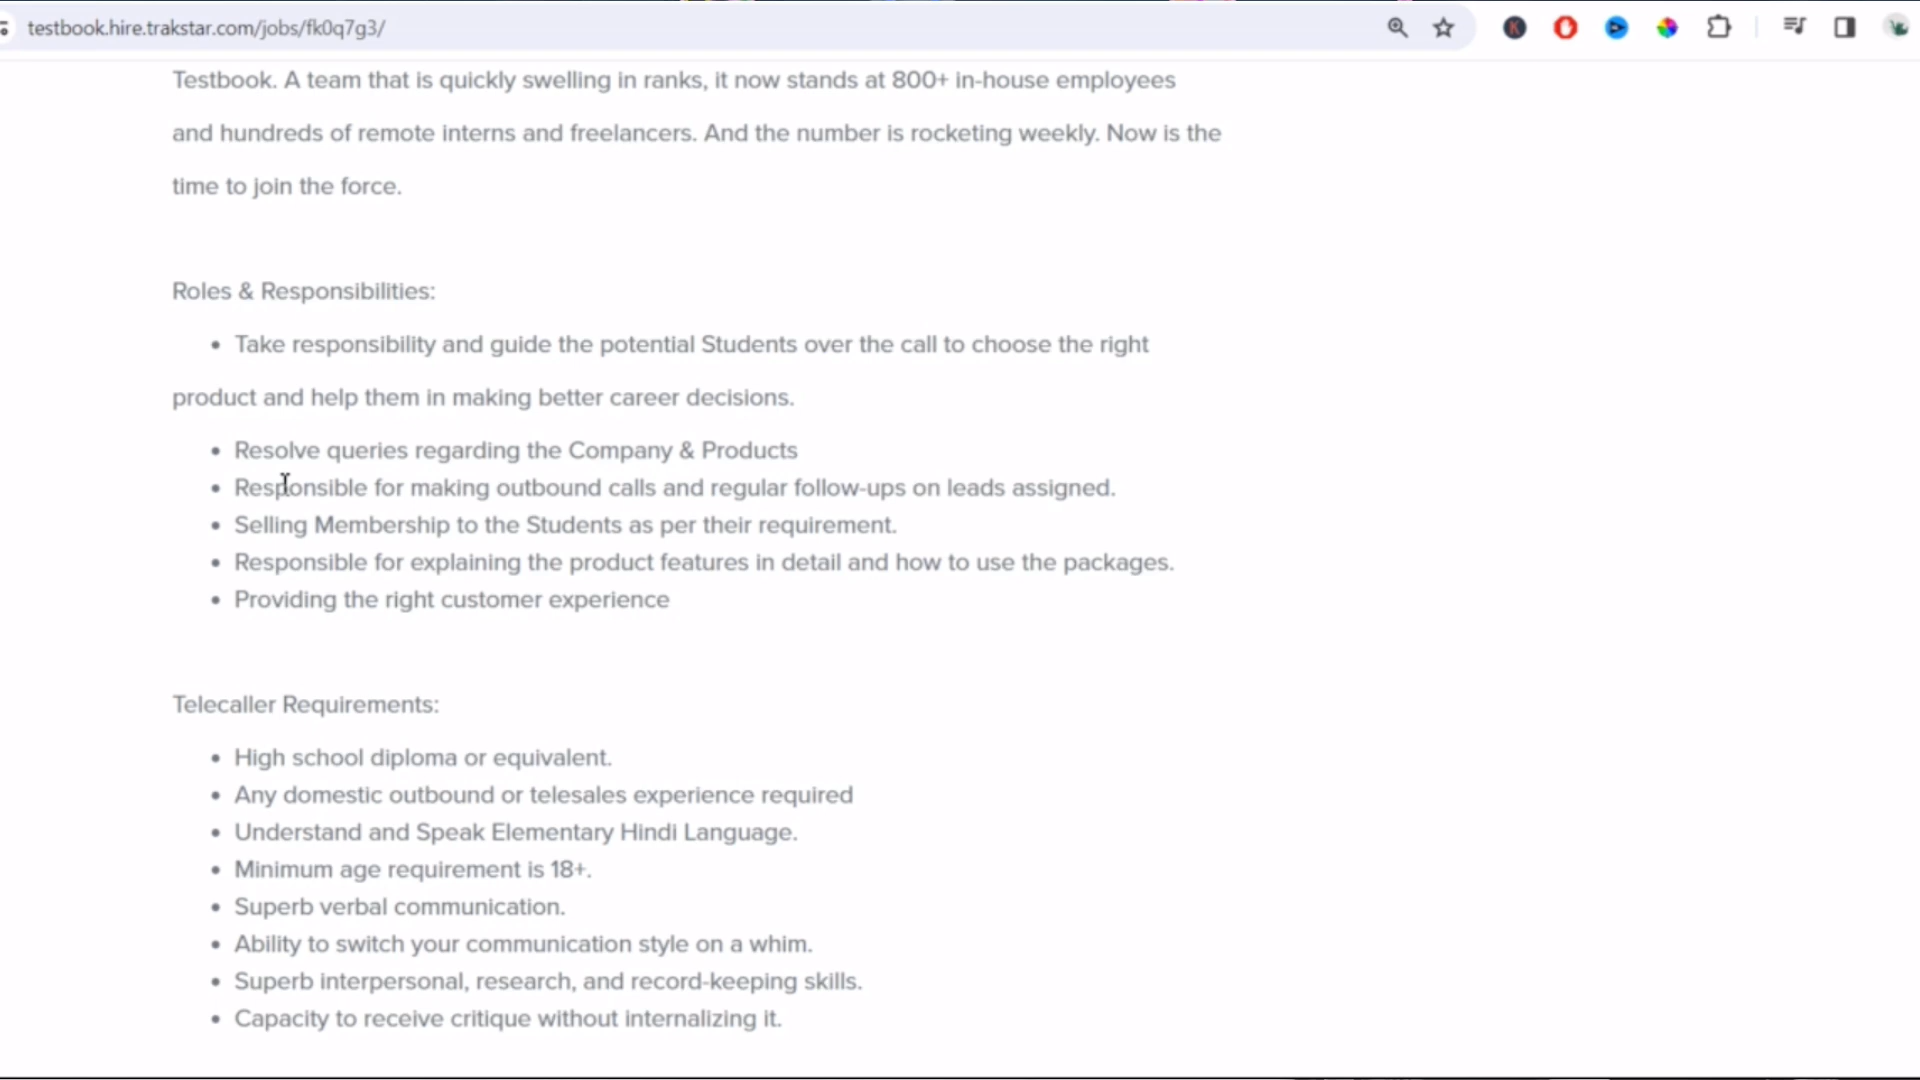 testbook.hire.trakstar.com/jobs/fk0q7g3/
Testbook. A team that is quickly swelling in ranks, it now stands at 800+ in-house employees
and hundreds of remote interns and freelancers. And the number is rocketing weekly. Now is the
time to join the force.
Roles & Responsibilities:
• Take responsibility and guide the potential Students over the call to choose the right
product and help them in making better career decisions.
• Resolve queries regarding the Company & Products
• Responsible for making outbound calls and regular follow-ups on leads assigned.
• Selling Membership to the Students as per their requirement.
• Responsible for explaining the product features in detail and how to use the packages.
• Providing the right customer experience
Telecaller Requirements:
• High school diploma or equivalent.
• Any domestic outbound or telesales experience required
• Understand and Speak Elementary Hindi Language.
• Minimum age requirement is 18+.
• Superb verbal communication.
• Ability to switch your communication style on a whim.
• Superb interpersonal, research, and record-keeping skills.
• Capacity to receive critique without internalizing it.